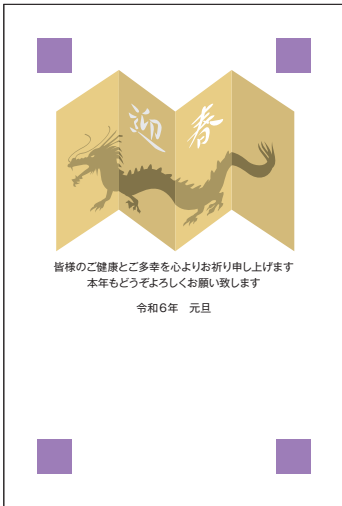 迎春
皆様のご健康とご多幸を心よりお祈り申し上げます
本年もどうぞよろしくお願い致します
令和6年　元旦